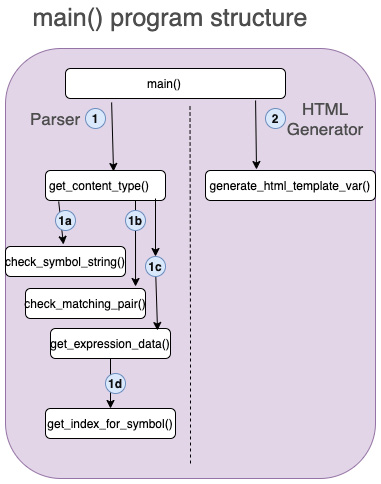 main() program structure
main()
Parser
1
2
HTML
Generator
get_content_type()
generate_html_template_var()
1a
1b
check_symbol_string()
1c
check_matching_pair()
get_expression_data()
1d
get_index_for_symbol()